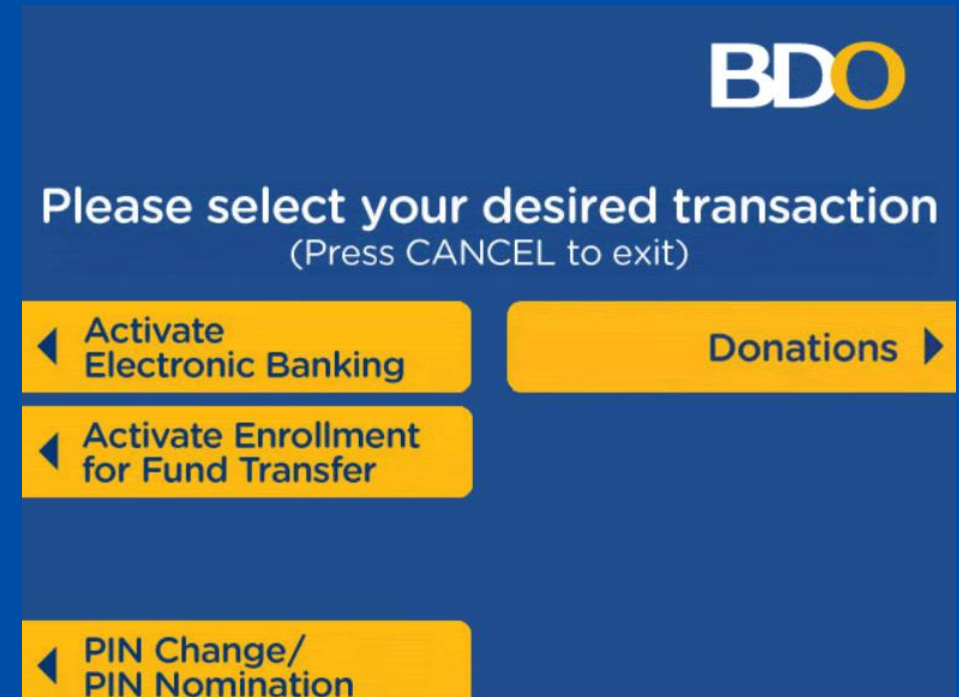 BDO
Please select your desired transaction
(Press CANCEL to exit)
Activate
Electronic Banking
Donations
Activate Enrollment
for Fund Transfer
PIN Change/
PIN Nomination